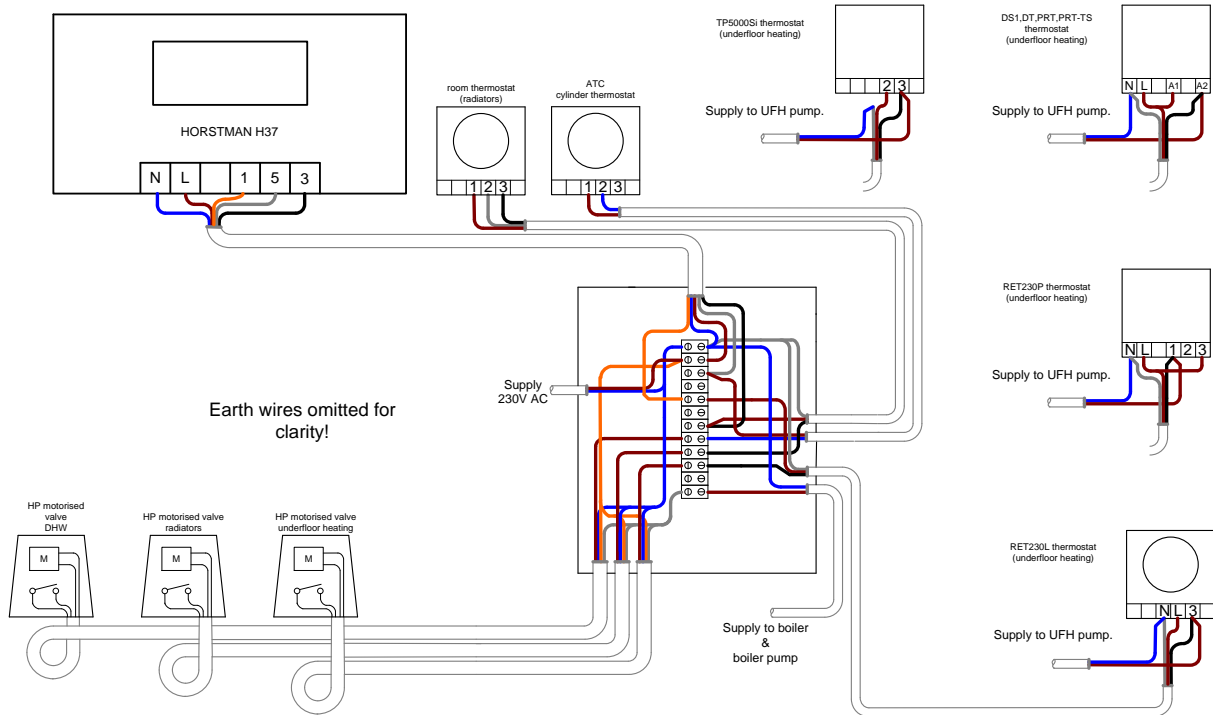 HORSTMAN H37
N L 1 5 3
room thermostat
(radiators)
1 2 3
ATC
cylinder thermostat
1 2 3
TP5000Si thermostat
(underfloor heating)
2 3
Supply to UFH pump.
DS1,DT,PRT,PRT-TS
thermostat
(underfloor heating)
N L A1 A2
Supply to UFH pump.
RET230P thermostat
(underfloor heating)
N L 1 2 3
Supply to UFH pump.
Supply
230V AC
Earth wires omitted for
clarity!
HP motorised
valve
DHW
M
HP motorised valve
radiators
M
HP motorised valve
underfloor heating
M
Supply to boiler
&
boiler pump
RET230L thermostat
(underfloor heating)
N L 3
Supply to UFH pump.